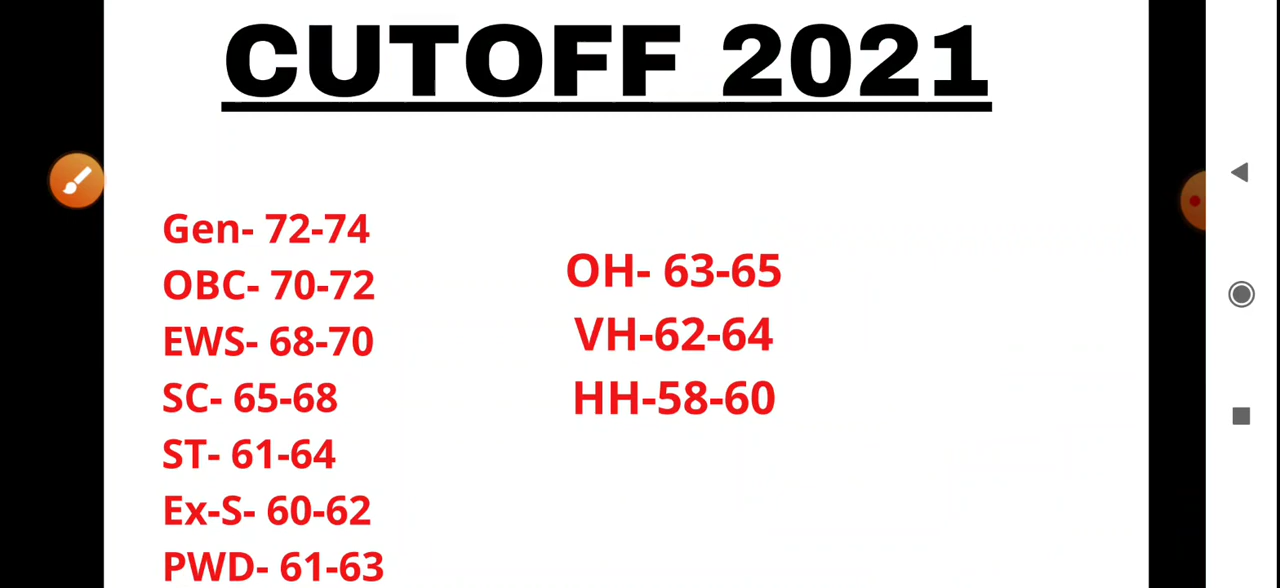 CUTOFF 2021
Gen- 72-74
OBC- 70-72
EWS- 68-70
SC- 65-68
ST- 61-64
Ex-S- 60-62
PWD- 61-63
OH- 63-65
VH-62-64
HH-58-60